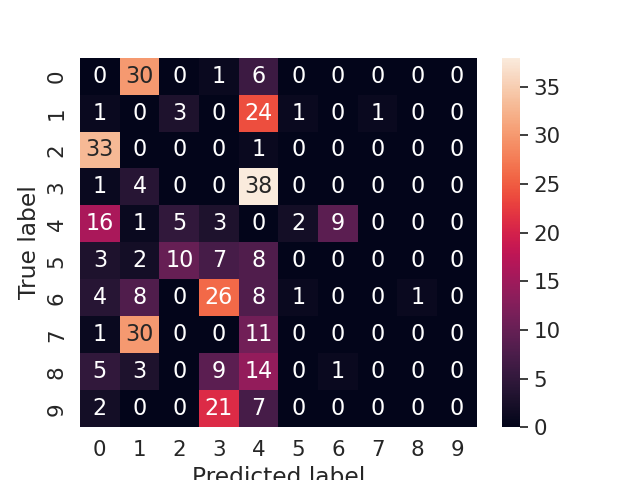 0 0 30 0 1 6 0 0 0 0 0
1 1 0 3 0 24 1 0 1 0 0
2 33 0 0 0 1 0 0 0 0 0
3 1 4 0 0 38 0 0 0 0 0
4 16 1 5 3 0 2 9 0 0 0
5 3 2 10 7 8 0 0 0 0 0
6 4 8 0 26 8 1 0 0 1 0
7 1 30 0 0 11 0 0 0 0 0
8 5 3 0 9 14 0 1 0 0 0
9 2 0 0 21 7 0 0 0 0 0
0 1 2 3 4 5 6 7 8 9
True label
Predicted label
35
30
25
20
15
10
5
0